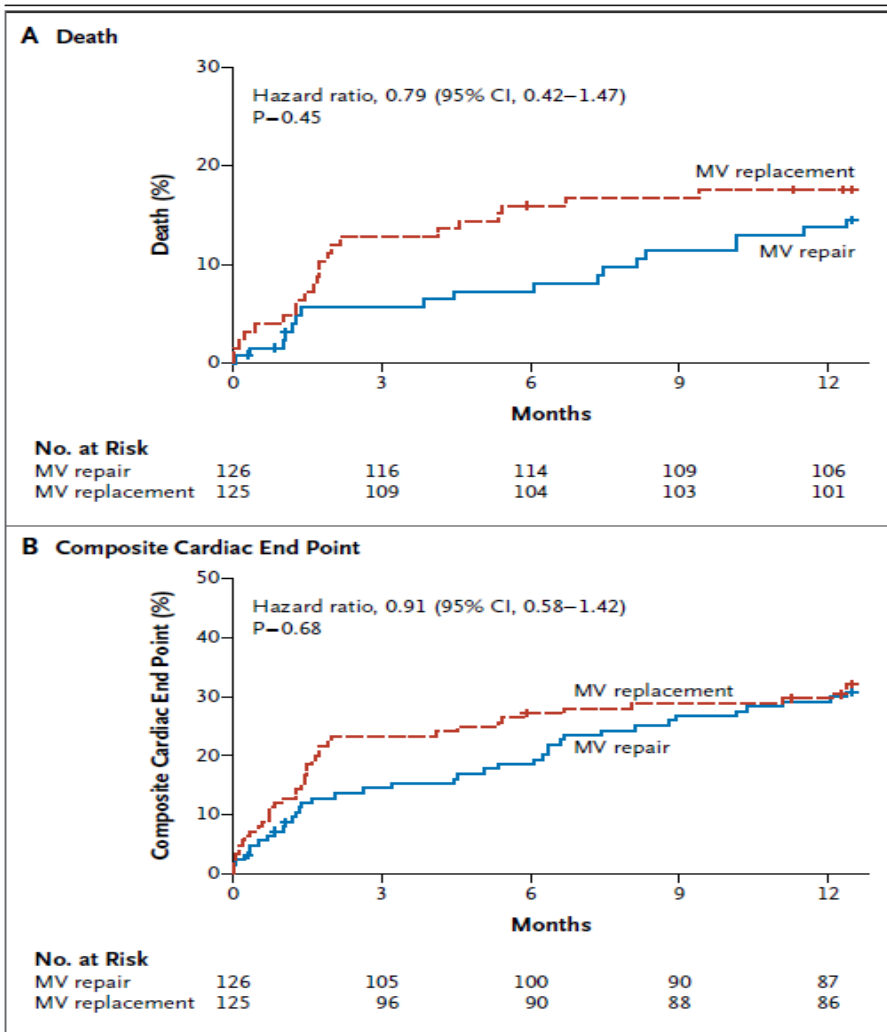 A Death
30
20
10
0
Death (%)
Hazard ratio, 0.79 (95% CI, 0.42–1.47)
P=0.45
MV replacement
MV repair
0 3 6 9 12
Months
No. at Risk
MV repair 126 116 114 109 106
MV replacement 125 109 104 103 101
B Composite Cardiac End Point
50
40
30
20
10
0
Composite Cardiac End Point (%)
Hazard ratio, 0.91 (95% CI, 0.58–1.42)
P=0.68
MV replacement
MV repair
0 3 6 9 12
Months
No. at Risk
MV repair 126 105 100 90 87
MV replacement 125 96 90 88 86